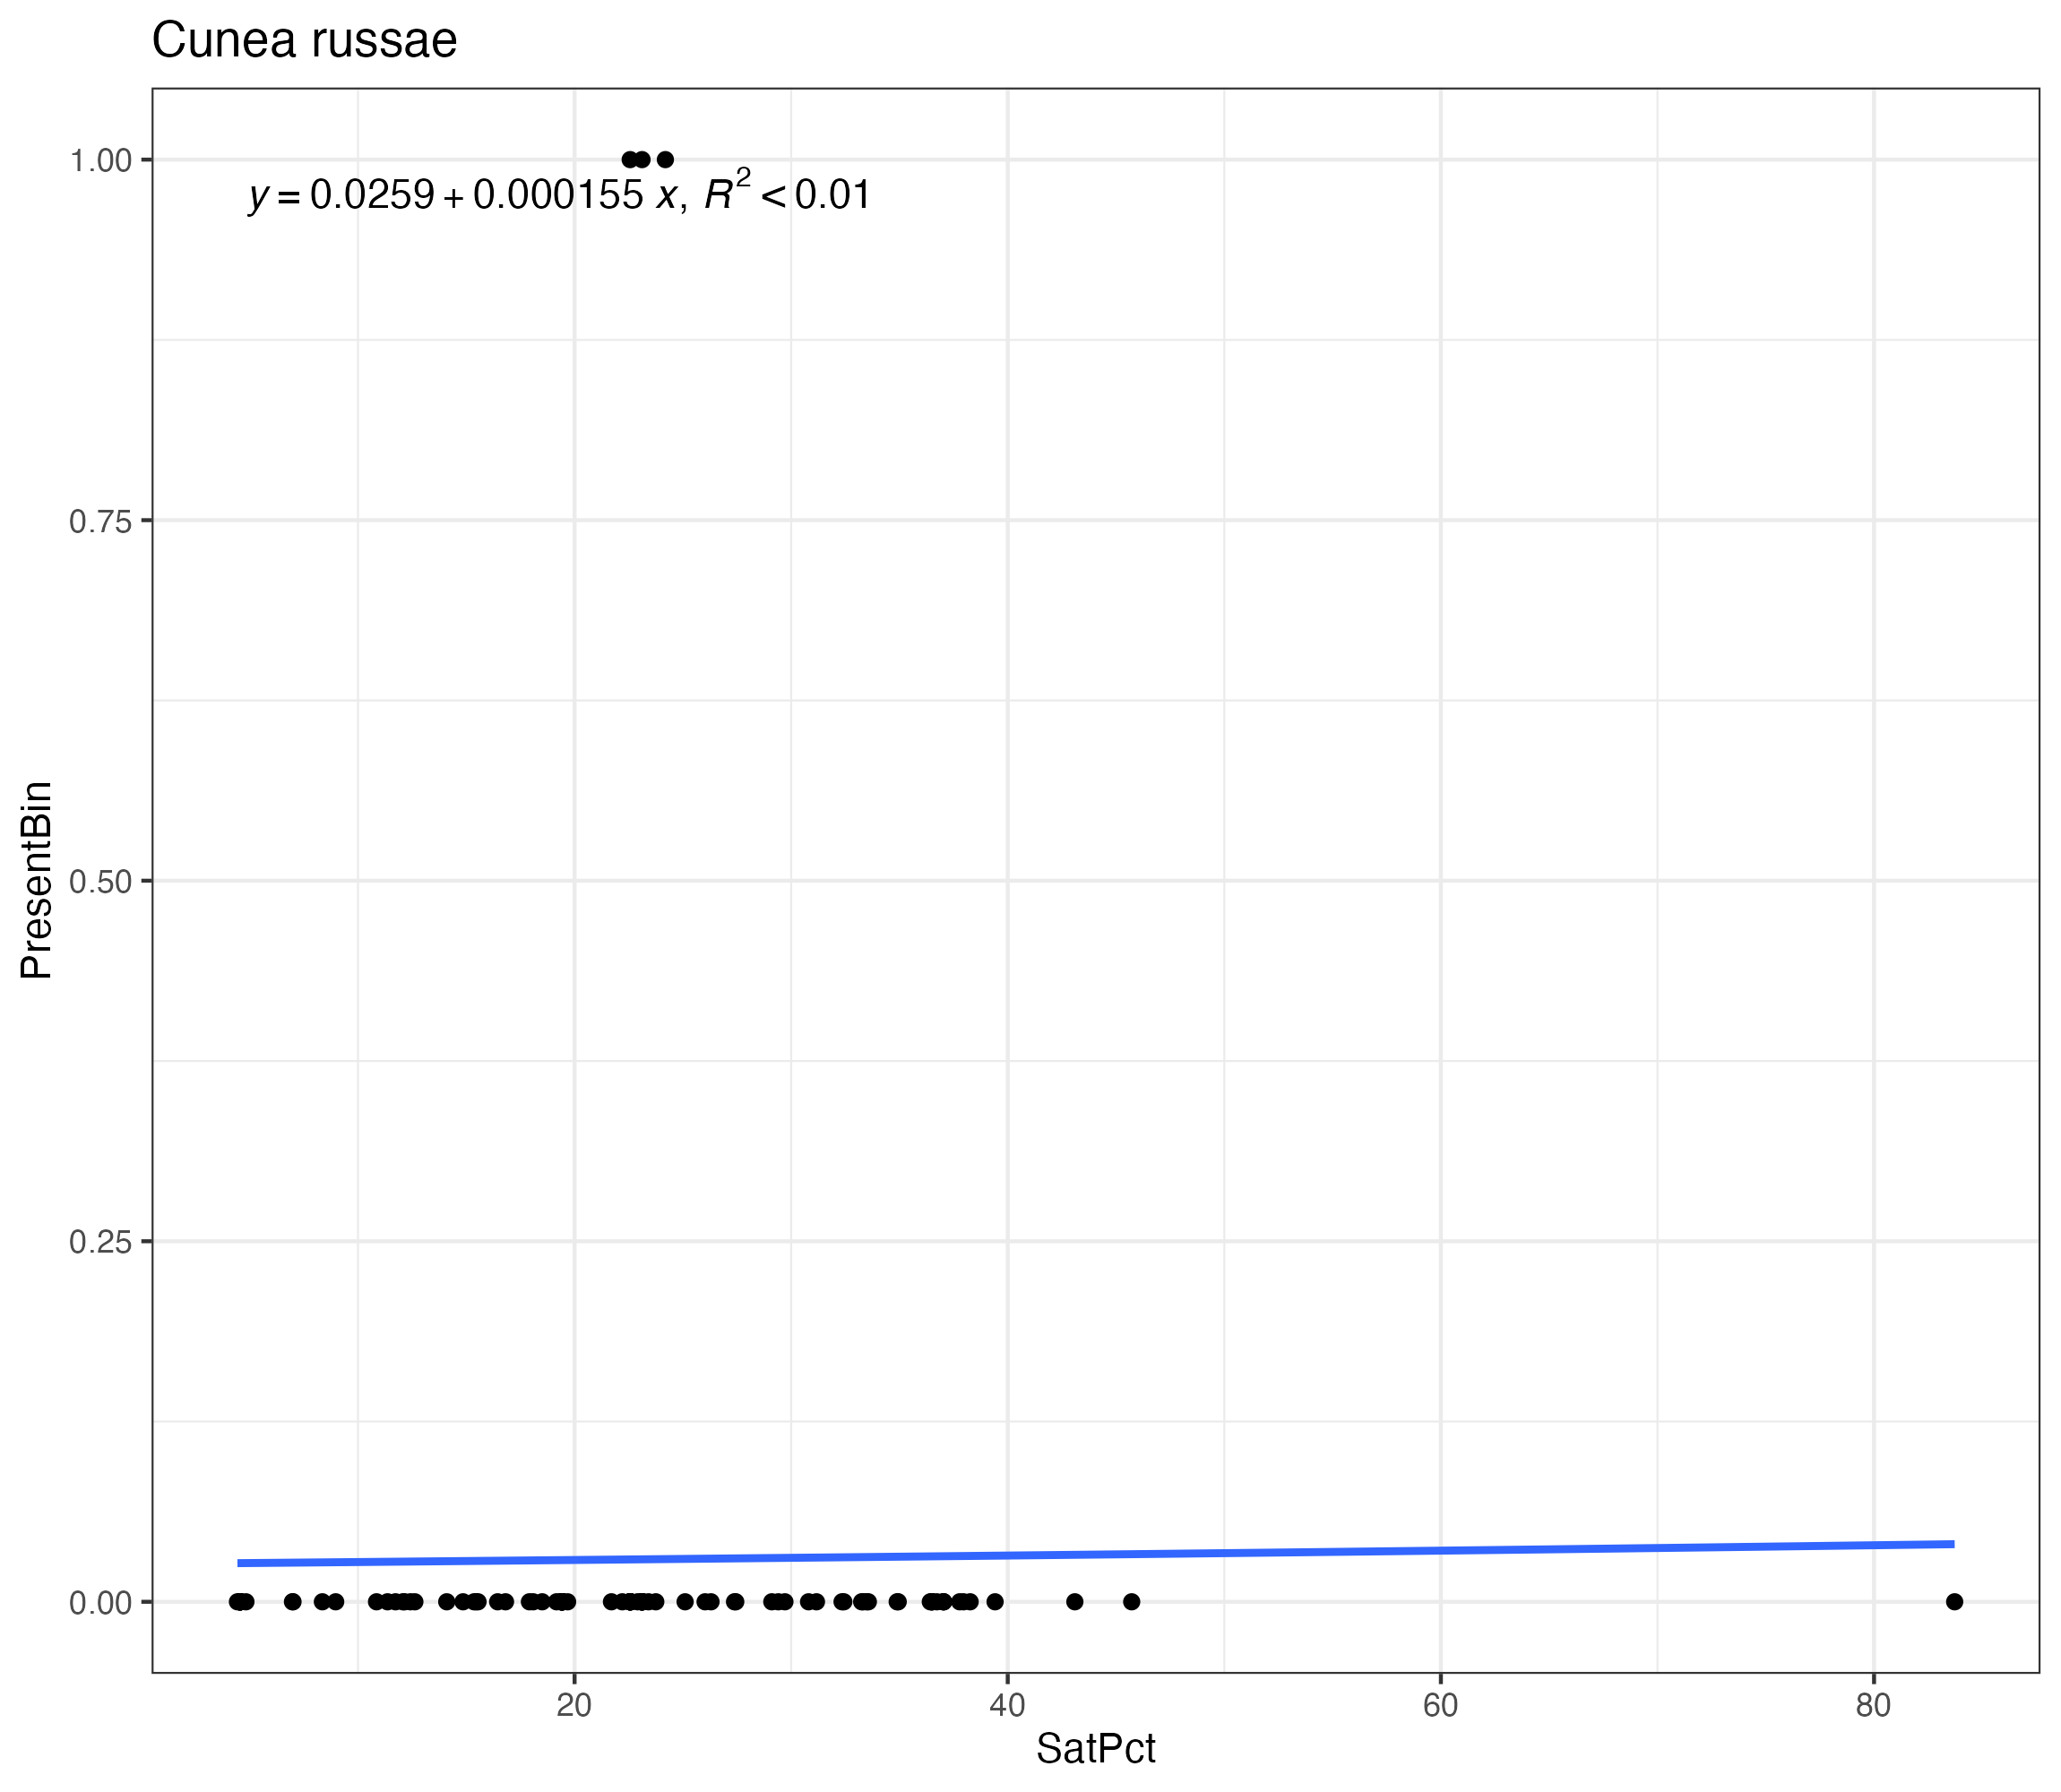 Cunea russae
1.00
y = 0.0259 + 0.000155 x, R² < 0.01
0.75
0.50
0.25
0.00
PresentBin
20 40 60 80
SatPct